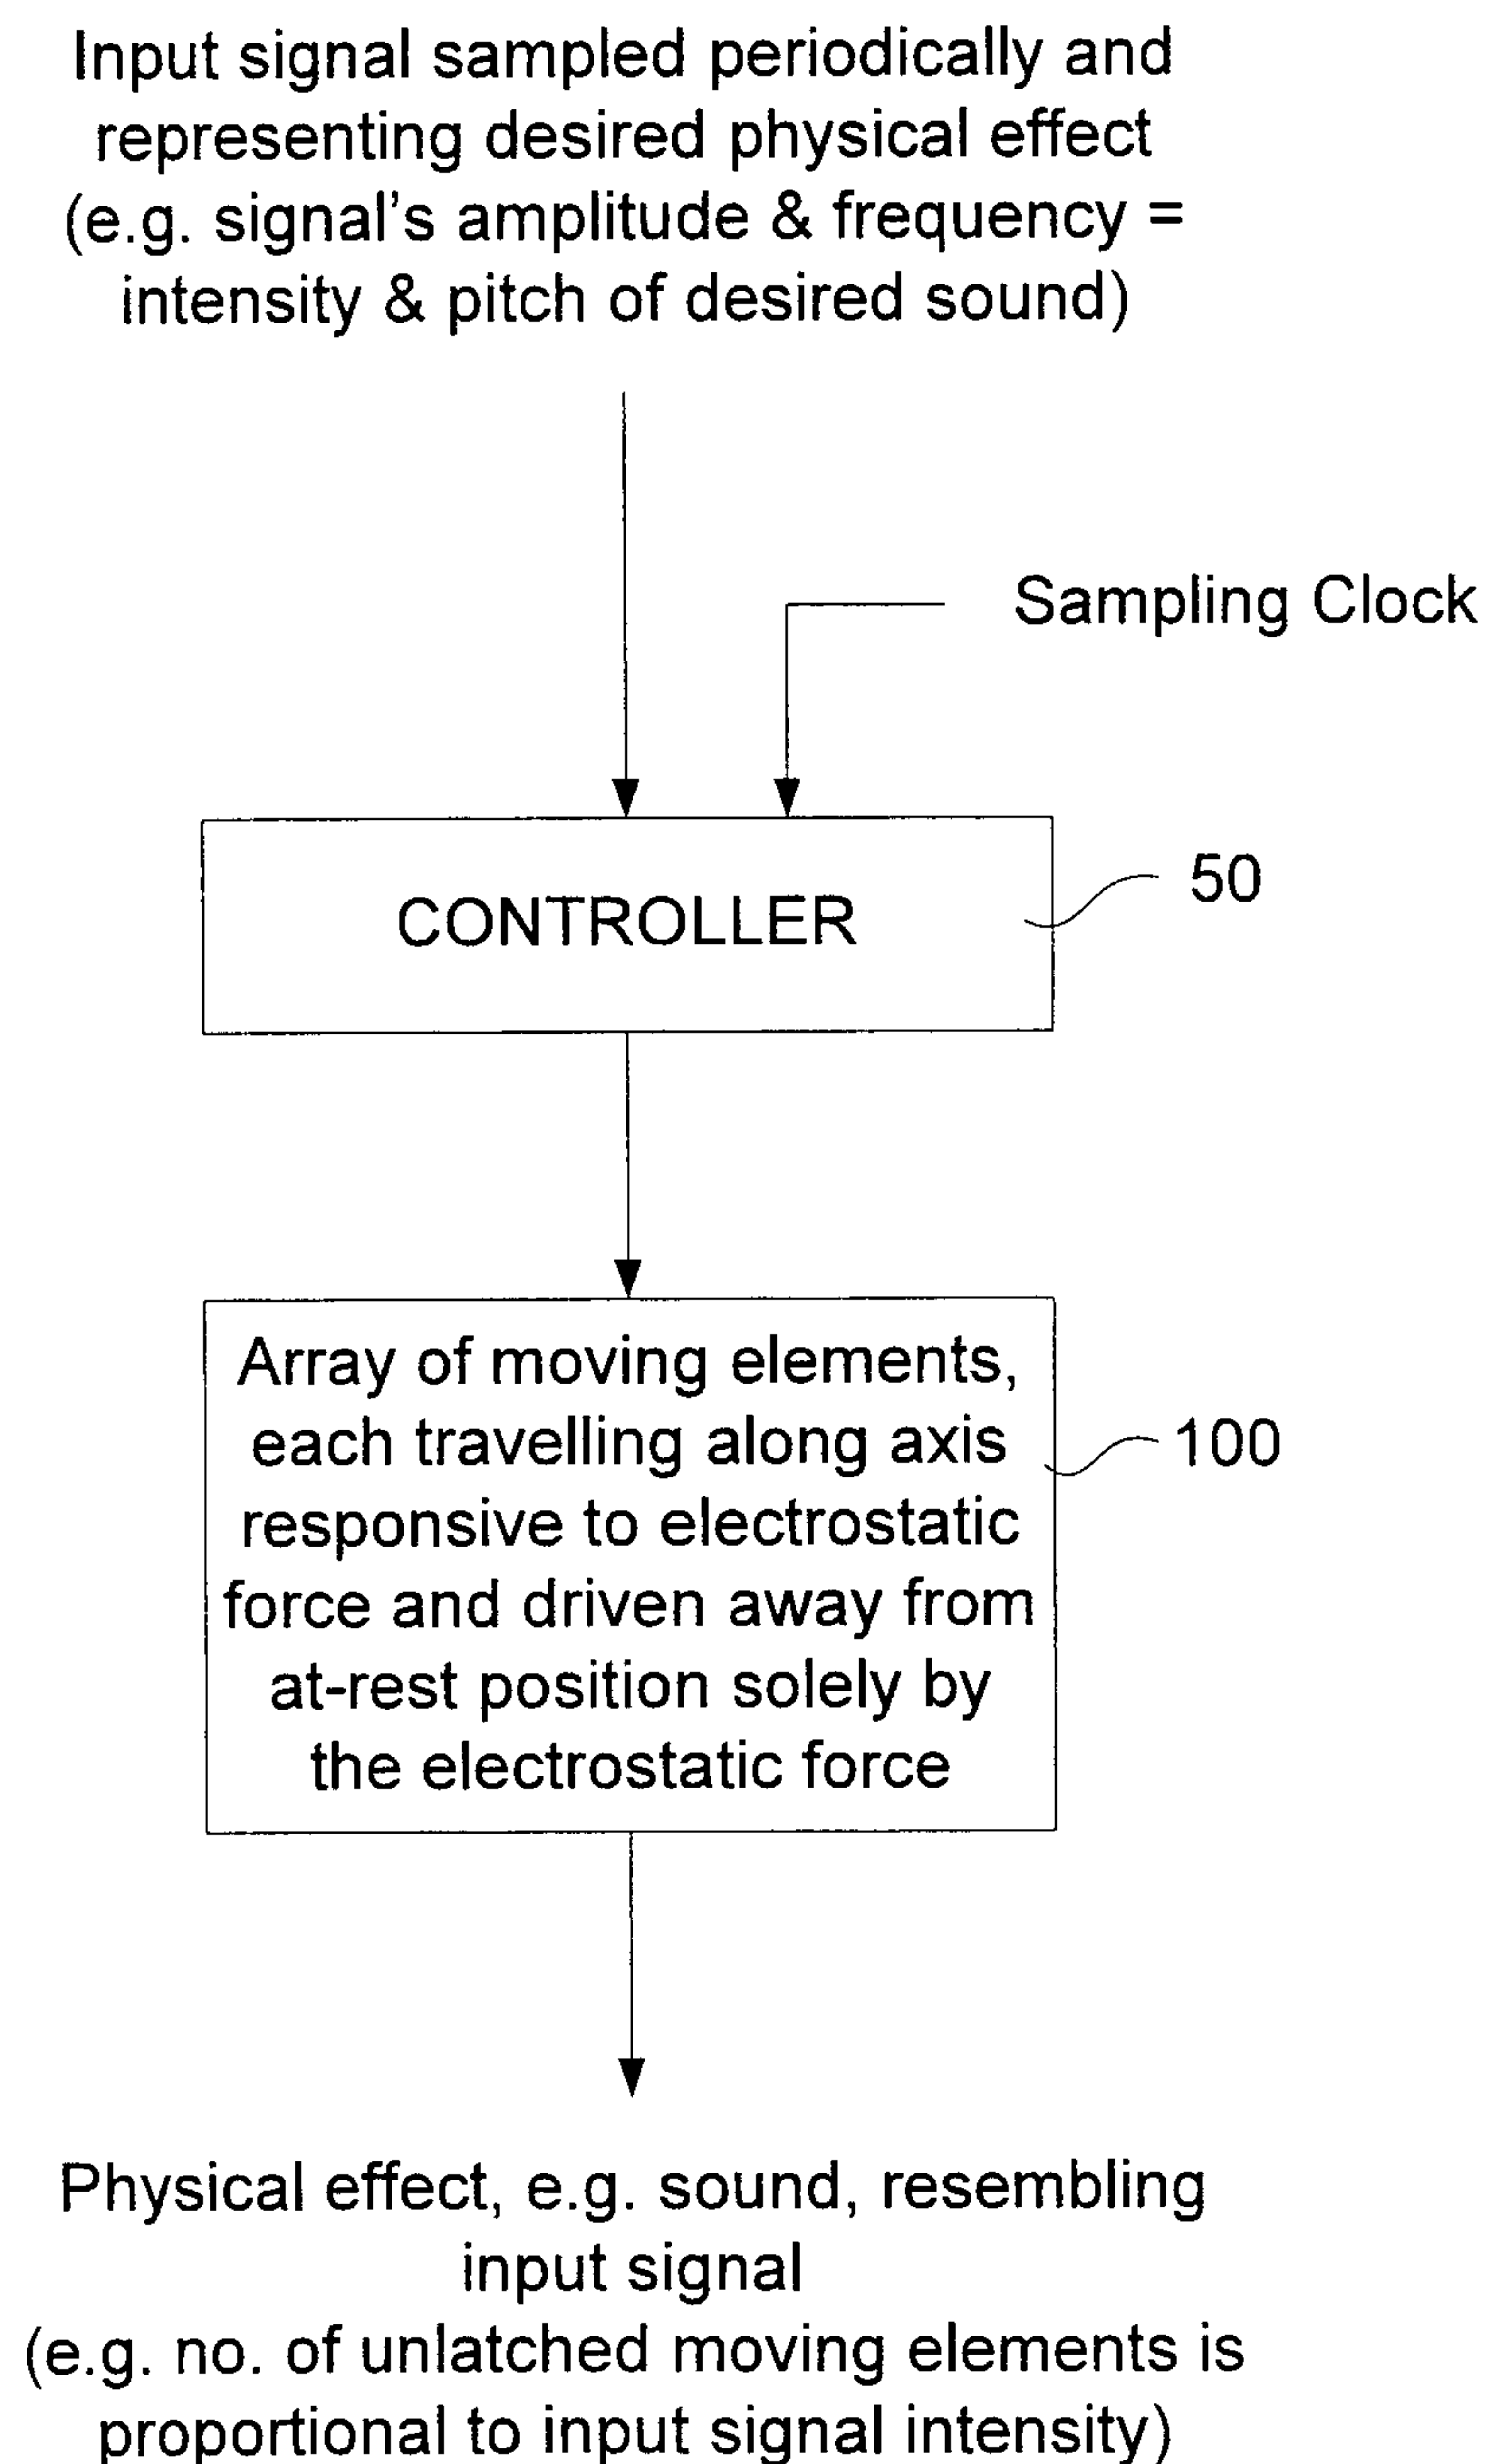 Input signal sampled periodically and
representing desired physical effect
(e.g. signal's amplitude & frequency =
intensity & pitch of desired sound)
Sampling Clock
CONTROLLER
50
Array of moving elements,
each travelling along axis
responsive to electrostatic
force and driven away from
at-rest position solely by
the electrostatic force
100
Physical effect, e.g. sound, resembling
input signal
(e.g. no. of unlatched moving elements is
proportional to input signal intensity)